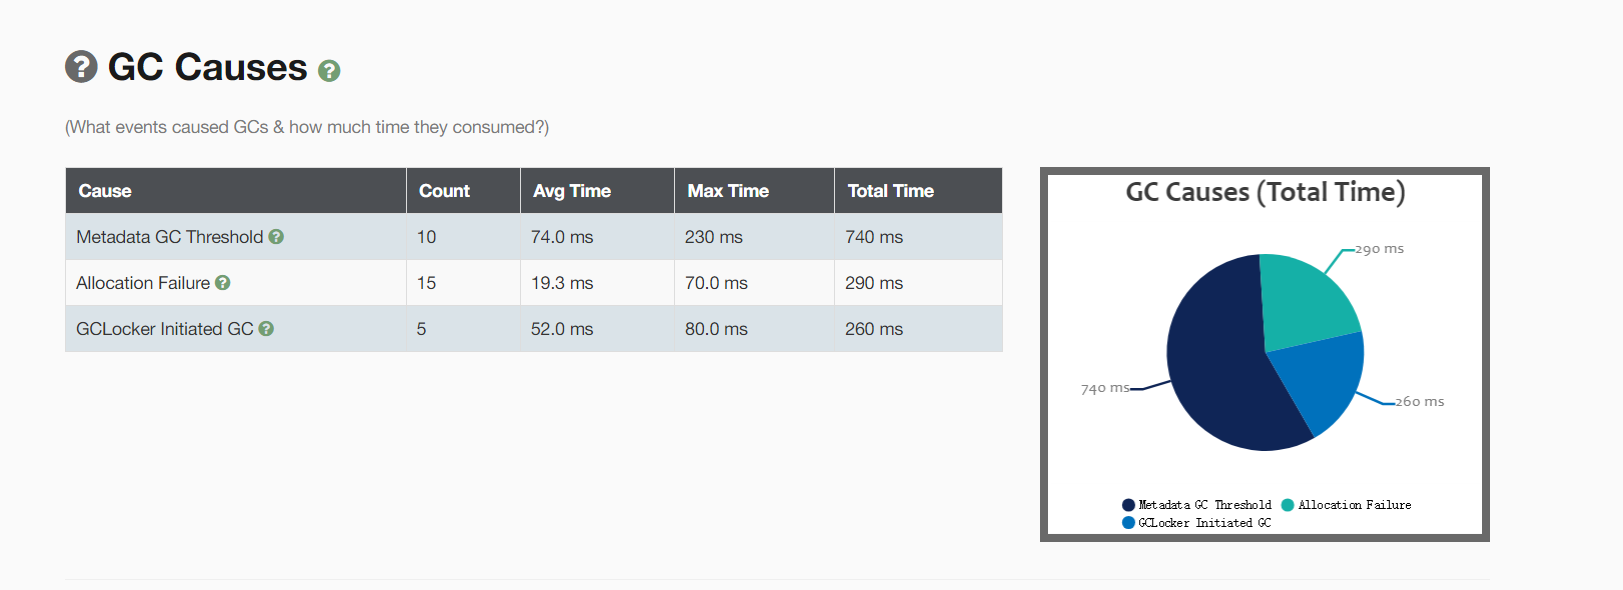 GC Causes
(What events caused GCs & how much time they consumed?)
Cause Count Avg Time Max Time Total Time
Metadata GC Threshold 10 74.0 ms 230 ms 740 ms
Allocation Failure 15 19.3 ms 70.0 ms 290 ms
GCLocker Initiated GC 5 52.0 ms 80.0 ms 260 ms
GC Causes (Total Time)
290 ms
740 ms
260 ms
Metadata GC Threshold Allocation Failure
GCLocker Initiated GC